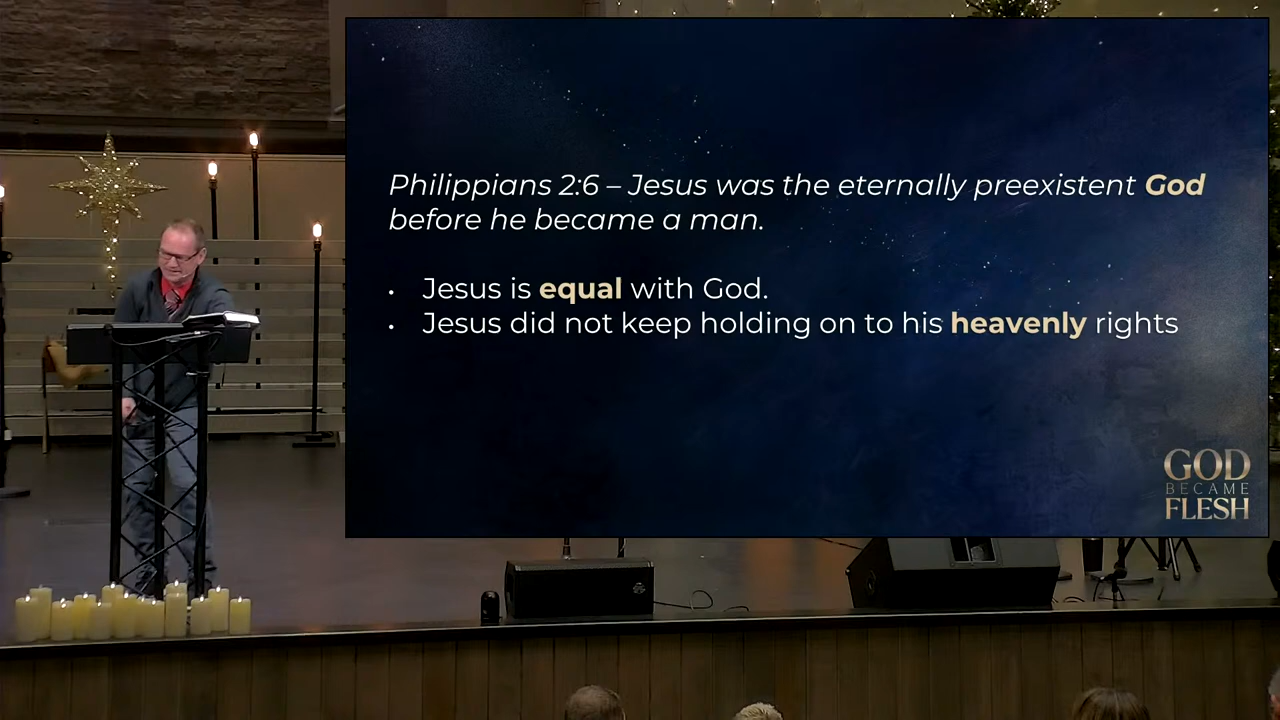 Philippians 2:6 – Jesus was the eternally preexistent God
before he became a man.
• Jesus is equal with God.
• Jesus did not keep holding on to his heavenly rights
GOD
BECAME
FLESH